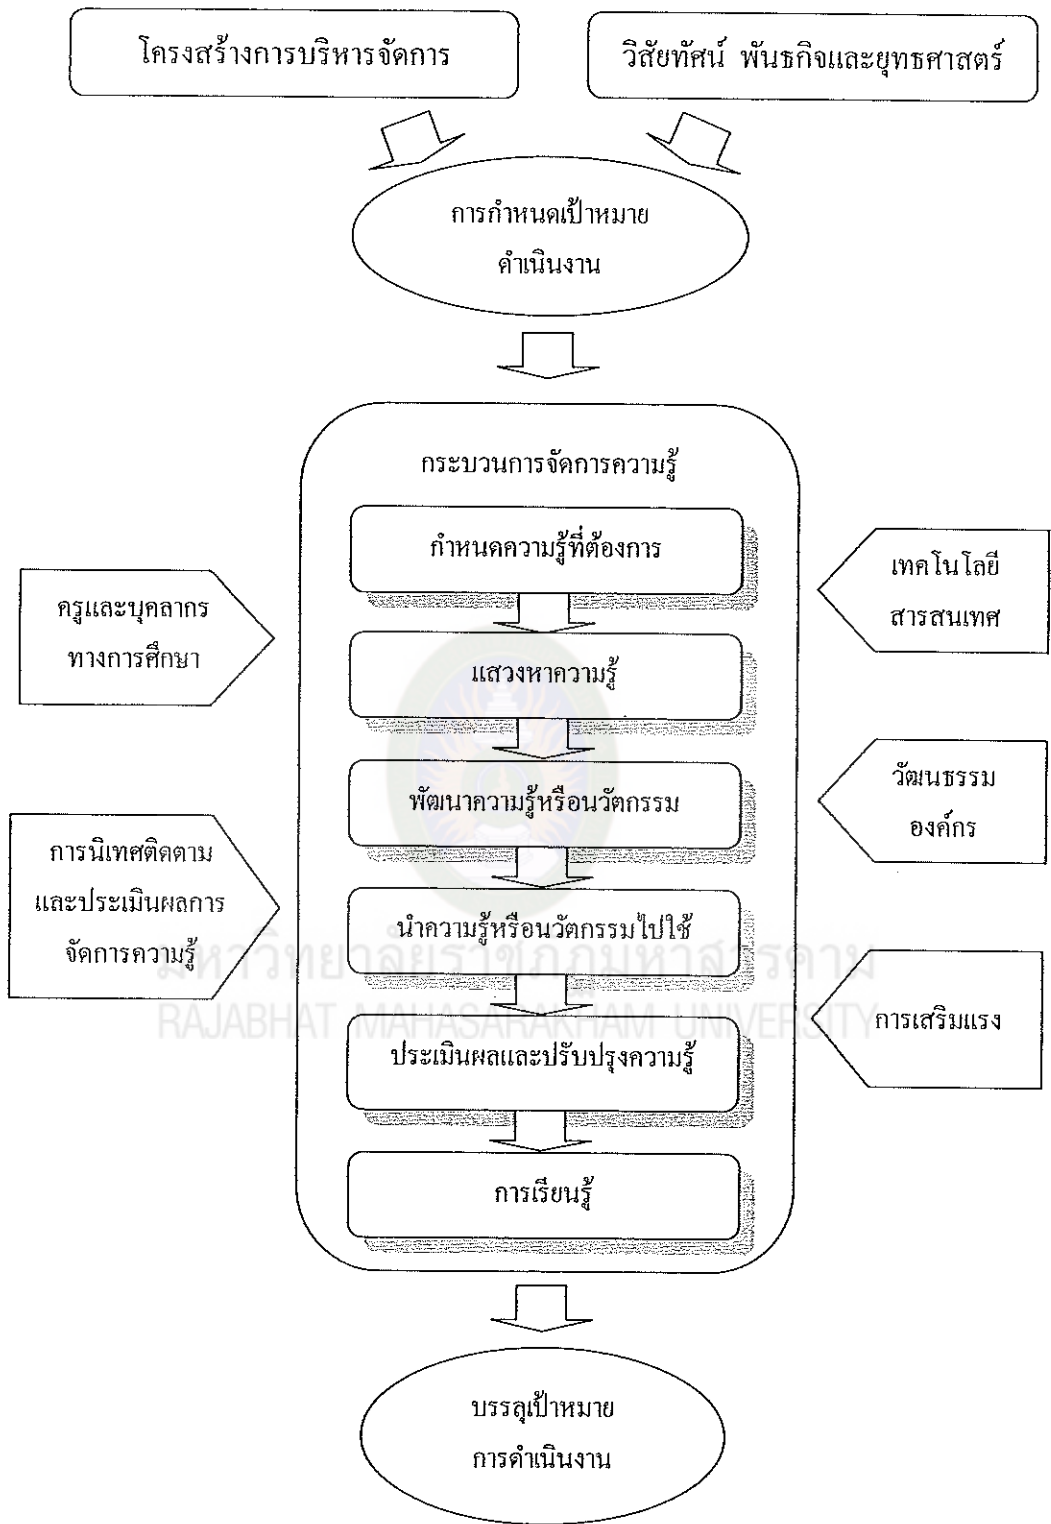 โครงสร้างการบริหารจัดการ
วิสัยทัศน์ พันธกิจและยุทธศาสตร์
การกำหนดเป้าหมาย
ดำเนินงาน
กระบวนการจัดการความรู้
กำหนดความรู้ที่ต้องการ
แสวงหาความรู้
พัฒนาความรู้หรือนวัตกรรม
นำความรู้หรือนวัตกรรมไปใช้
ประเมินผลและปรับปรุงความรู้
การเรียนรู้
ครูและบุคลากร
ทางการศึกษา
การนิเทศติดตาม
และประเมินผลการ
จัดการความรู้
เทคโนโลยี
สารสนเทศ
วัฒนธรรม
องค์กร
การเสริมแรง
มหาวิทยาลัยราชภัฏมหาสารคาม
RAJABHAT MAHASARAKHAM UNIVERSITY
บรรลุเป้าหมาย
การดำเนินงาน